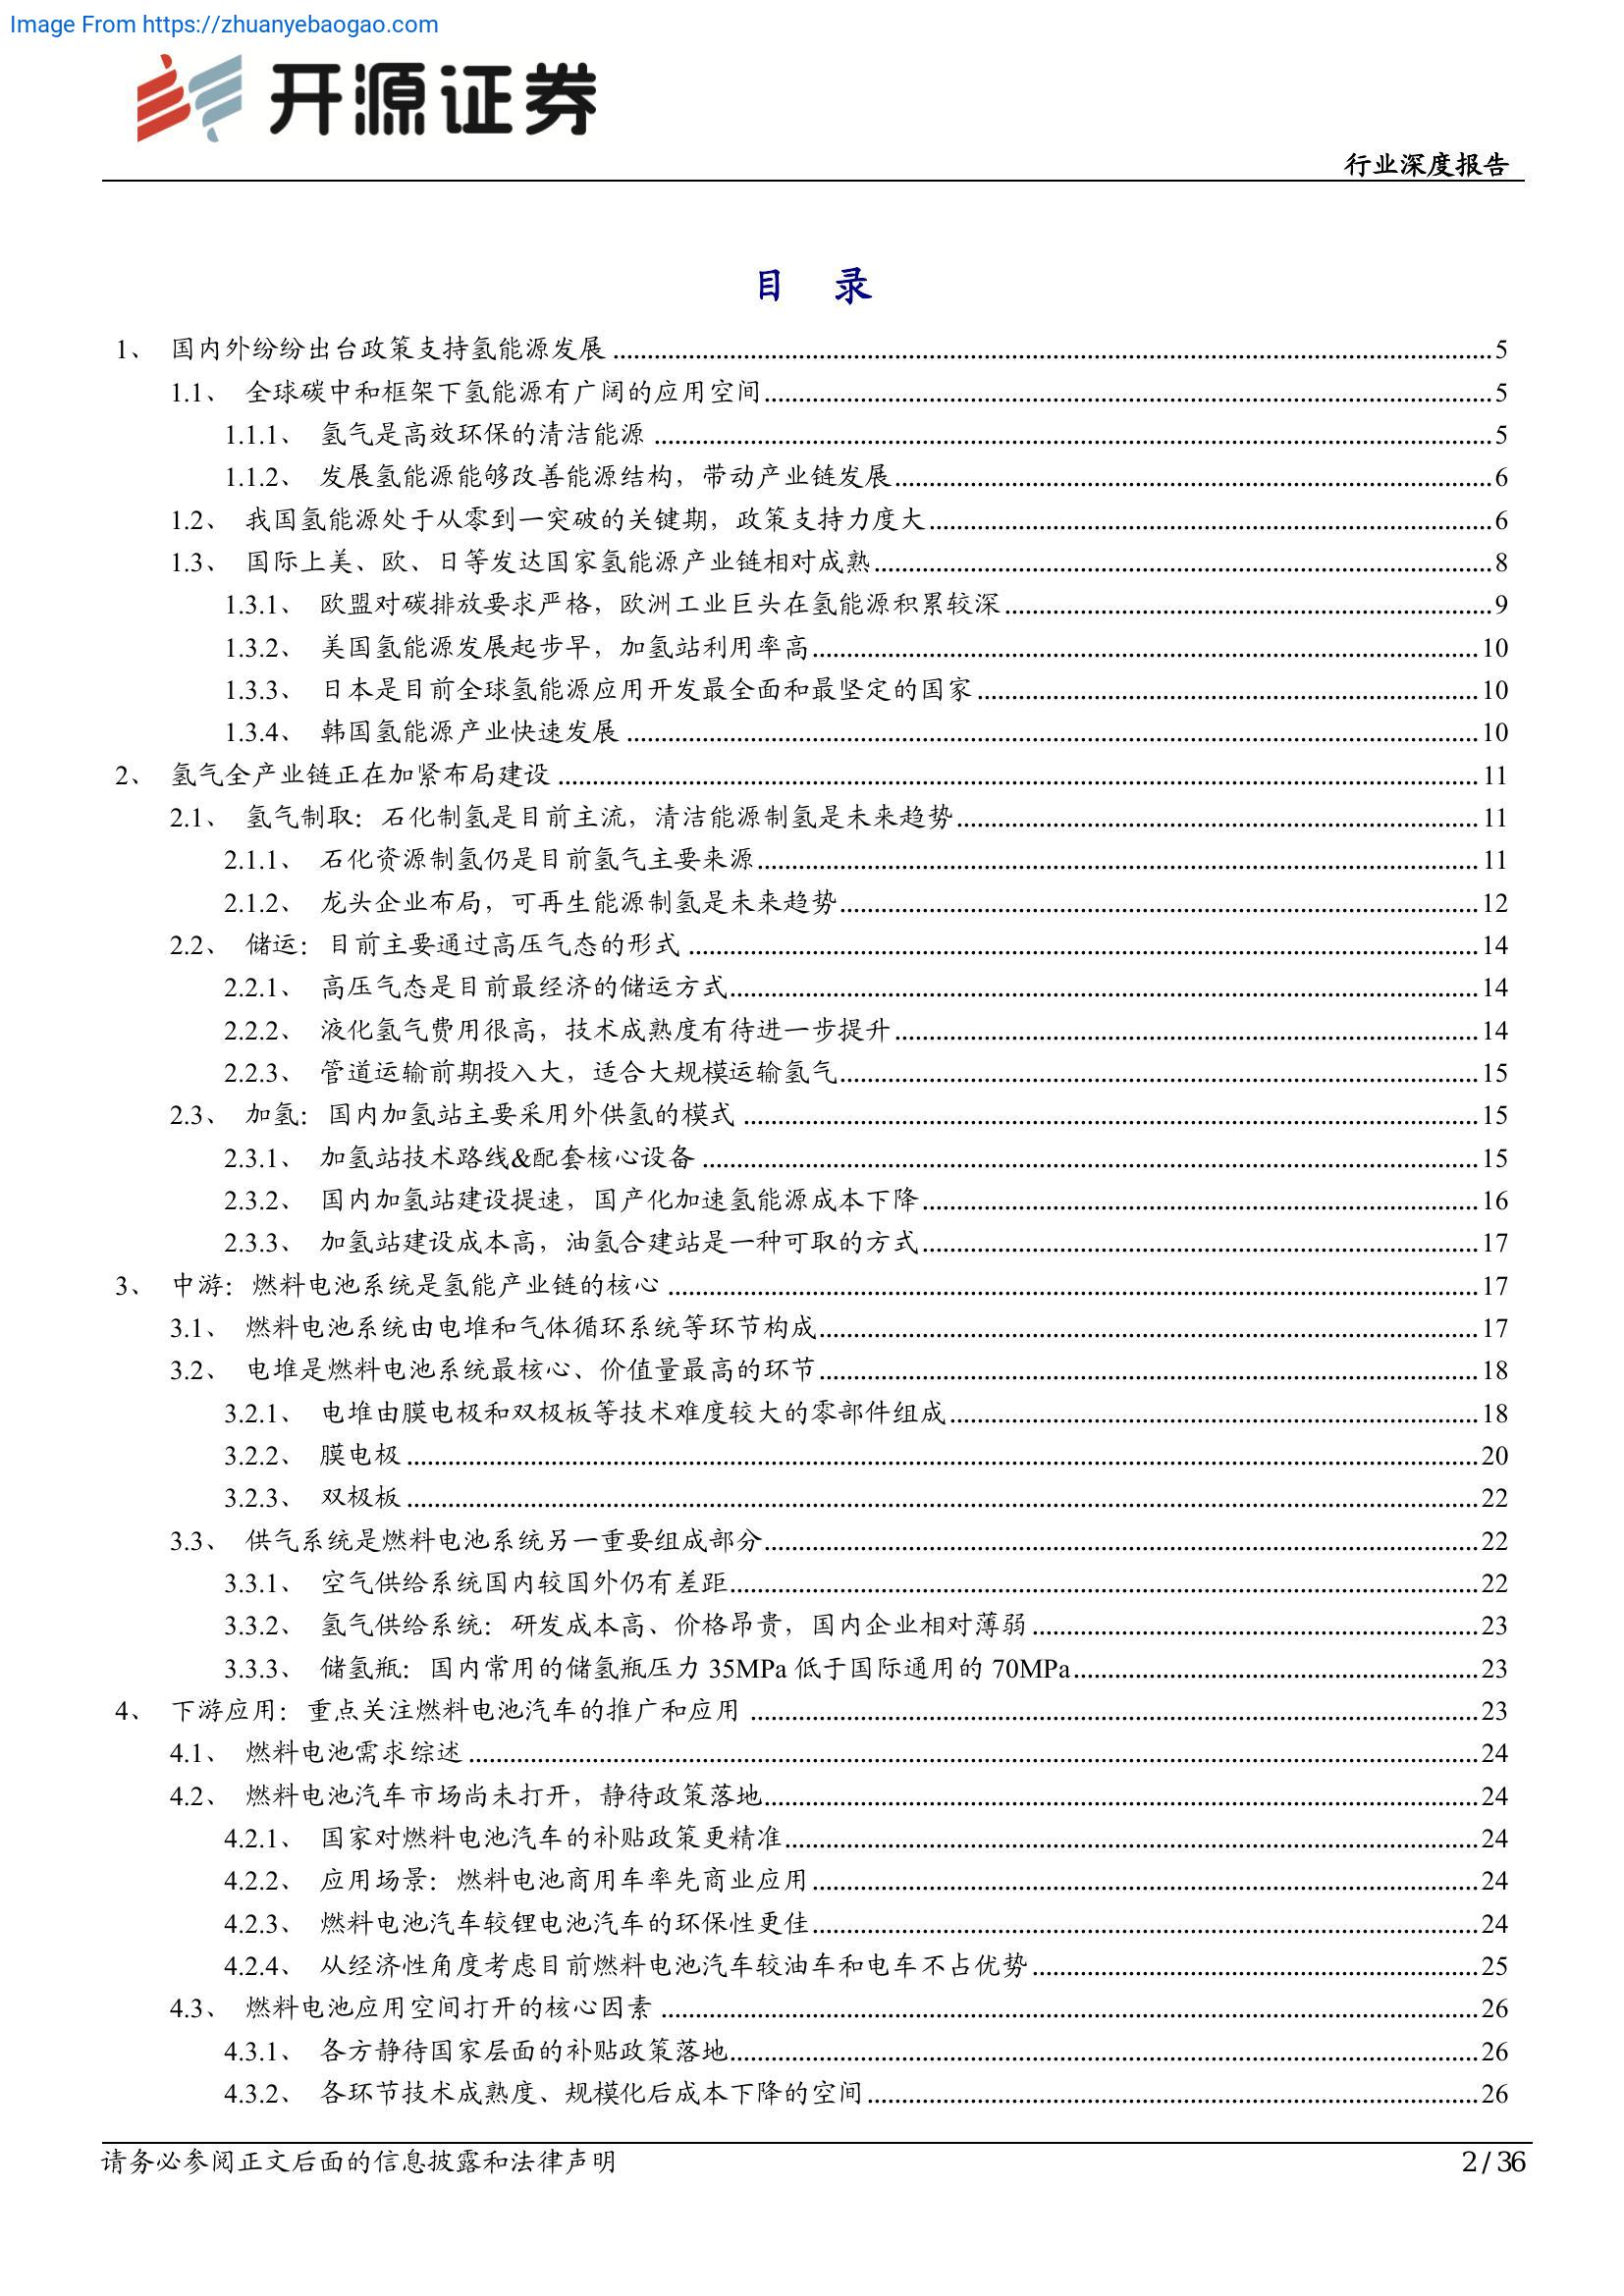 Image From https://zhuanyebaogao.com
开源证券
行业深度报告
目 录
1、 国内外纷纷出台政策支持氢能源发展 5
1.1、 全球碳中和框架下氢能源有广阔的应用空间 5
1.1.1、 氢气是高效环保的清洁能源 5
1.1.2、 发展氢能源能够改善能源结构，带动产业链发展 6
1.2、 我国氢能源处于从零到一突破的关键期，政策支持力度大 6
1.3、 国际上美、欧、日等发达国家氢能源产业链相对成熟 8
1.3.1、 欧盟对碳排放要求严格，欧洲工业巨头在氢能源积累较深 9
1.3.2、 美国氢能源发展起步早，加氢站利用率高 10
1.3.3、 日本是目前全球氢能源应用开发最全面和最坚定的国家 10
1.3.4、 韩国氢能源产业快速发展 10
2、 氢气全产业链正在加紧布局建设 11
2.1、 氢气制取：石化制氢是目前主流，清洁能源制氢是未来趋势 11
2.1.1、 石化资源制氢仍是目前氢气主要来源 11
2.1.2、 龙头企业布局，可再生能源制氢是未来趋势 12
2.2、 储运：目前主要通过高压气态的形式 14
2.2.1、 高压气态是目前最经济的储运方式 14
2.2.2、 液化氢气费用很高，技术成熟度有待进一步提升 14
2.2.3、 管道运输前期投入大，适合大规模运输氢气 15
2.3、 加氢：国内加氢站主要采用外供氢的模式 15
2.3.1、 加氢站技术路线&配套核心设备 15
2.3.2、 国内加氢站建设提速，国产化加速氢能源成本下降 16
2.3.3、 加氢站建设成本高，油氢合建站是一种可取的方式 17
3、 中游：燃料电池系统是氢能产业链的核心 17
3.1、 燃料电池系统由电堆和气体循环系统等环节构成 17
3.2、 电堆是燃料电池系统最核心、价值量最高的环节 18
3.2.1、 电堆由膜电极和双极板等技术难度较大的零部件组成 18
3.2.2、 膜电极 20
3.2.3、 双极板 22
3.3、 供气系统是燃料电池系统另一重要组成部分 22
3.3.1、 空气供给系统国内较国外仍有差距 22
3.3.2、 氢气供给系统：研发成本高、价格昂贵，国内企业相对薄弱 23
3.3.3、 储氢瓶：国内常用的储氢瓶压力 35MPa 低于国际通用的 70MPa 23
4、 下游应用：重点关注燃料电池汽车的推广和应用 23
4.1、 燃料电池需求综述 24
4.2、 燃料电池汽车市场尚未打开，静待政策落地 24
4.2.1、 国家对燃料电池汽车的补贴政策更精准 24
4.2.2、 应用场景：燃料电池商用车率先商业应用 24
4.2.3、 燃料电池汽车较锂电池汽车的环保性更佳 24
4.2.4、 从经济性角度考虑目前燃料电池汽车较油车和电车不占优势 25
4.3、 燃料电池应用空间打开的核心因素 26
4.3.1、 各方静待国家层面的补贴政策落地 26
4.3.2、 各环节技术成熟度、规模化后成本下降的空间 26
请务必参阅正文后面的信息披露和法律声明 2 / 36